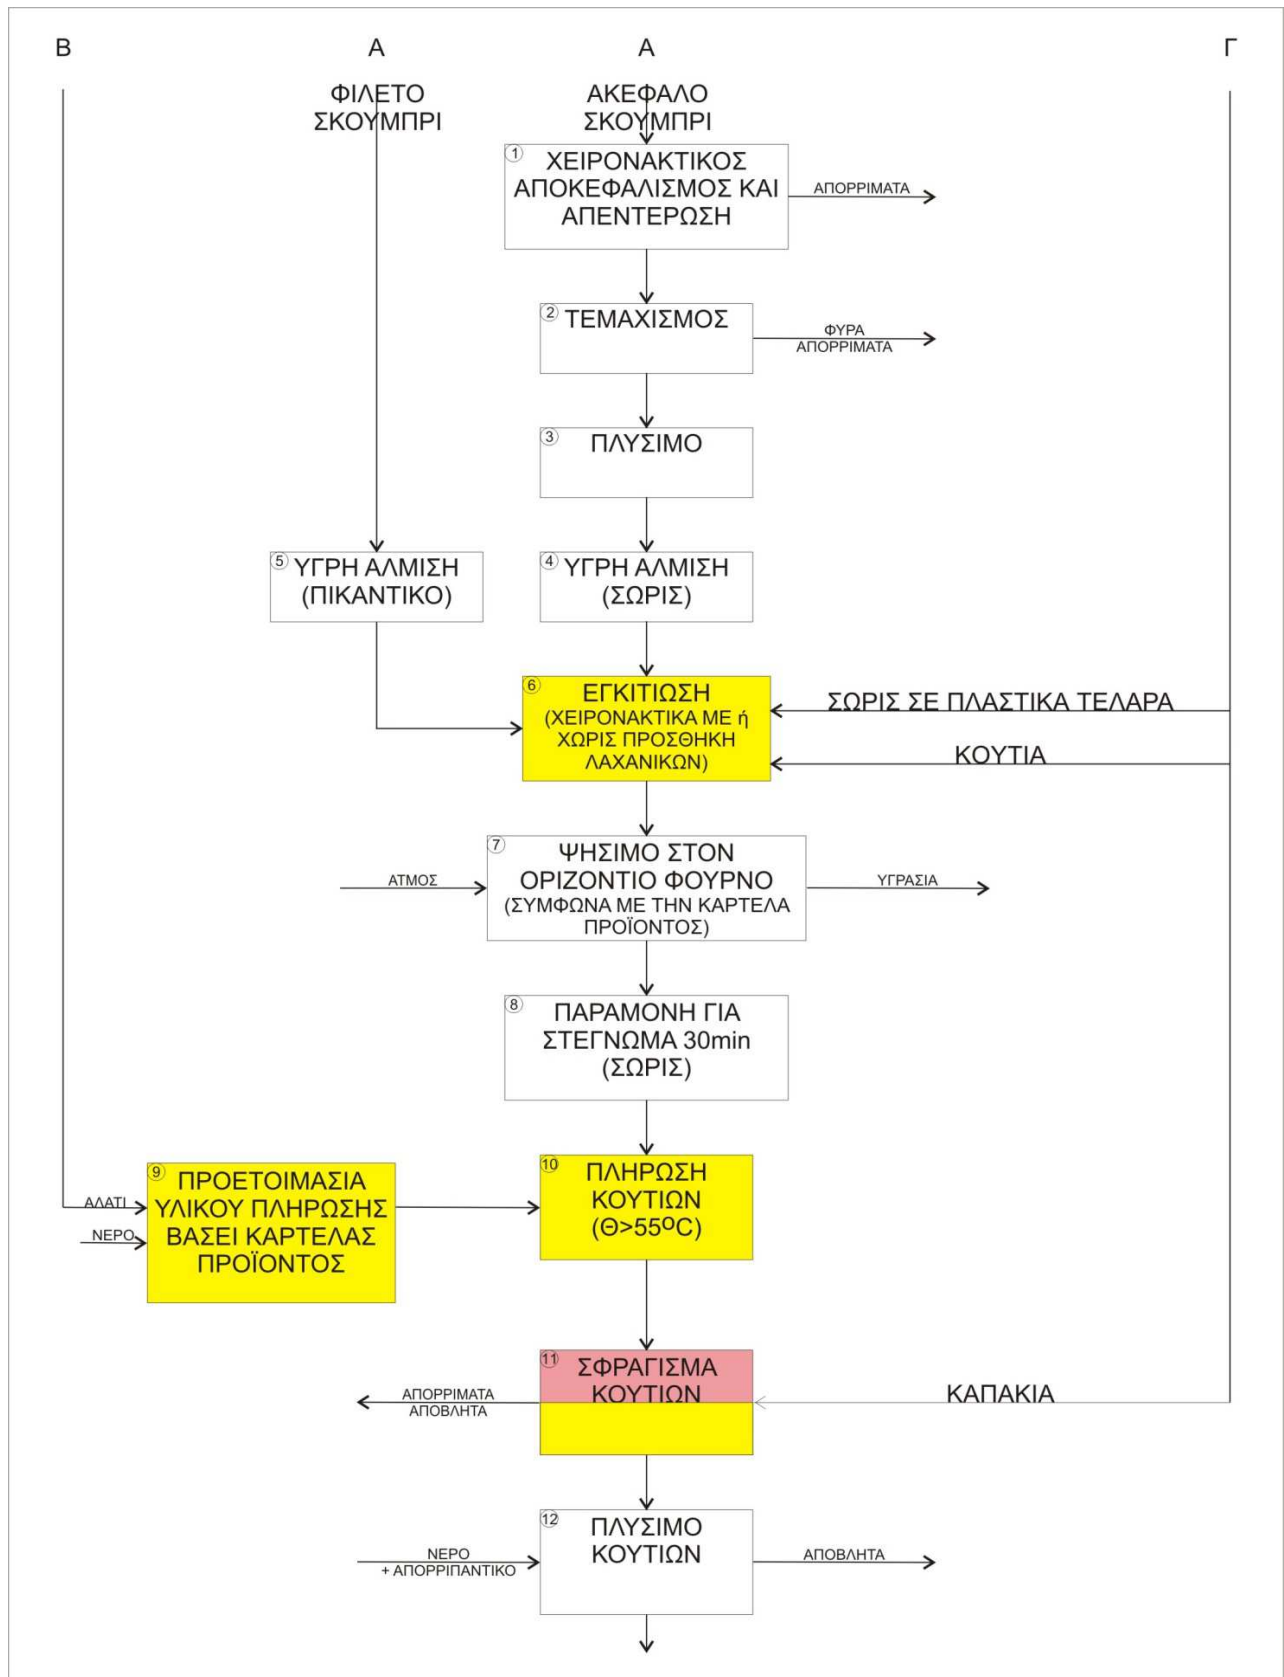 Β
Α
Α
Γ
ΦΙΛΕΤΟ
ΣΚΟΥΜΠΡΙ
ΑΚΕΦΑΛΟ
ΣΚΟΥΜΠΡΙ
1
ΧΕΙΡΟΝΑΚΤΙΚΟΣ
ΑΠΟΚΕΦΑΛΙΣΜΟΣ ΚΑΙ
ΑΠΕΝΤΕΡΩΣΗ
ΑΠΟΡΡΙΜΑΤΑ
2
ΤΕΜΑΧΙΣΜΟΣ
ΦΥΡΑ
ΑΠΟΡΡΙΜΑΤΑ
3
ΠΛΥΣΙΜΟ
5
ΥΓΡΗ ΑΛΜΙΣΗ
(ΠΙΚΑΝΤΙΚΟ)
4
ΥΓΡΗ ΑΛΜΙΣΗ
(ΣΩΡΙΣ)
6
ΕΓΚΙΤΙΩΣΗ
(ΧΕΙΡΟΝΑΚΤΙΚΑ ΜΕ ή
ΧΩΡΙΣ ΠΡΟΣΘΗΚΗ
ΛΑΧΑΝΙΚΩΝ)
ΣΩΡΙΣ ΣΕ ΠΛΑΣΤΙΚΑ ΤΕΛΑΡΑ
ΚΟΥΤΙΑ
7
ΨΗΣΙΜΟ ΣΤΟΝ
ΟΡΙΖΟΝΤΙΟ ΦΟΥΡΝΟ
(ΣΥΜΦΩΝΑ ΜΕ ΤΗΝ ΚΑΡΤΕΛΑ
ΠΡΟΪΟΝΤΟΣ)
ΑΤΜΟΣ
ΥΓΡΑΣΙΑ
8
ΠΑΡΑΜΟΝΗ ΓΙΑ
ΣΤΕΓΝΩΜΑ 30min
(ΣΩΡΙΣ)
9
ΠΡΟΕΤΟΙΜΑΣΙΑ
ΥΛΙΚΟΥ ΠΛΗΡΩΣΗΣ
ΒΑΣΕΙ ΚΑΡΤΕΛΑΣ
ΠΡΟΪΟΝΤΟΣ
ΑΛΑΤΙ
ΝΕΡΟ
10
ΠΛΗΡΩΣΗ
ΚΟΥΤΙΩΝ
(Θ>55ºC)
11
ΣΦΡΑΓΙΣΜΑ
ΚΟΥΤΙΩΝ
ΑΠΟΡΡΙΜΑΤΑ
ΑΠΟΒΛΗΤΑ
ΚΑΠΑΚΙΑ
12
ΠΛΥΣΙΜΟ
ΚΟΥΤΙΩΝ
ΝΕΡΟ
+ ΑΠΟΡΡΙΠΑΝΤΙΚΟ
ΑΠΟΒΛΗΤΑ